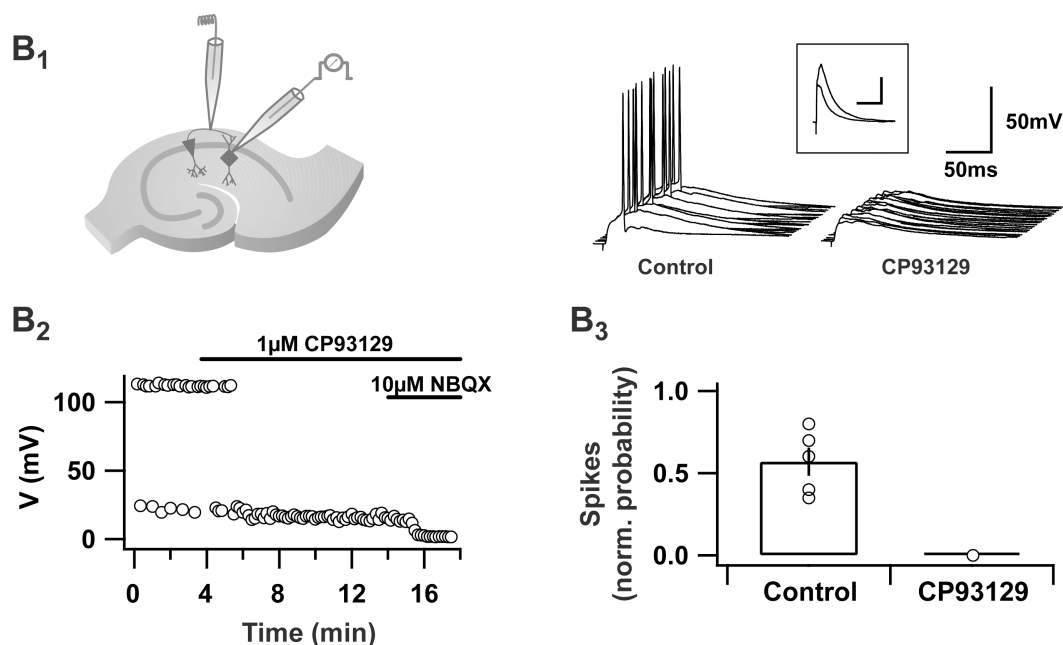 B1
50mV
50ms
Control
CP93129
B2
1µM CP93129
10µM NBQX
100
50
0
V (mV)
0
4
8
12
16
Time (min)
B3
1.0
0.5
0.0
Spikes
(norm. probability)
Control
CP93129